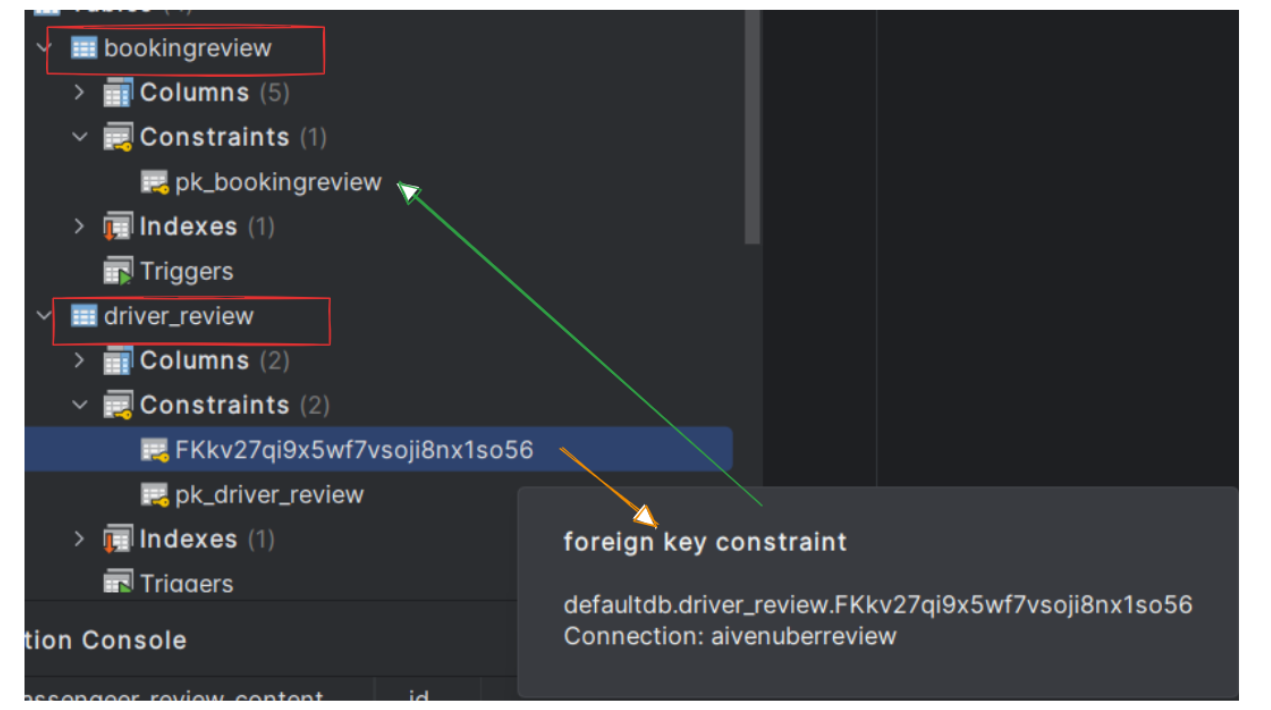 bookingreview
Columns (5)
Constraints (1)
pk_bookingreview
Indexes (1)
Triggers
driver_review
Columns (2)
Constraints (2)
FKkv27qi9x5wf7vsoji8nx1so56
pk_driver_review
Indexes (1)
Triggers
foreign key constraint
defaultdb.driver_review.FKkv27qi9x5wf7vsoji8nx1so56
Connection: aivenuberreview
tion Console
assengeer_review_content id